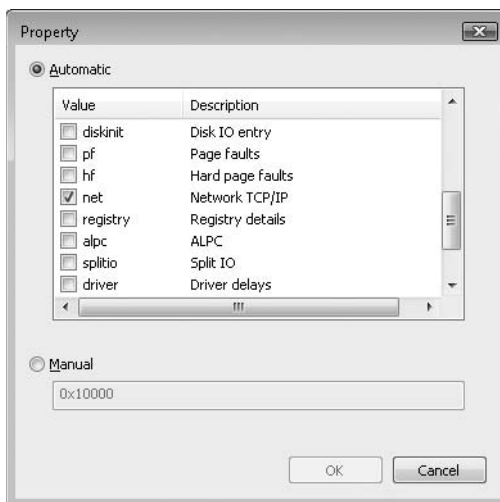 Property
Automatic
Value Description
diskinit Disk IO entry
pf Page faults
hf Hard page faults
net Network TCP/IP
registry Registry details
alpc ALPC
splitio Split IO
driver Driver delays
Manual
0x10000
OK Cancel